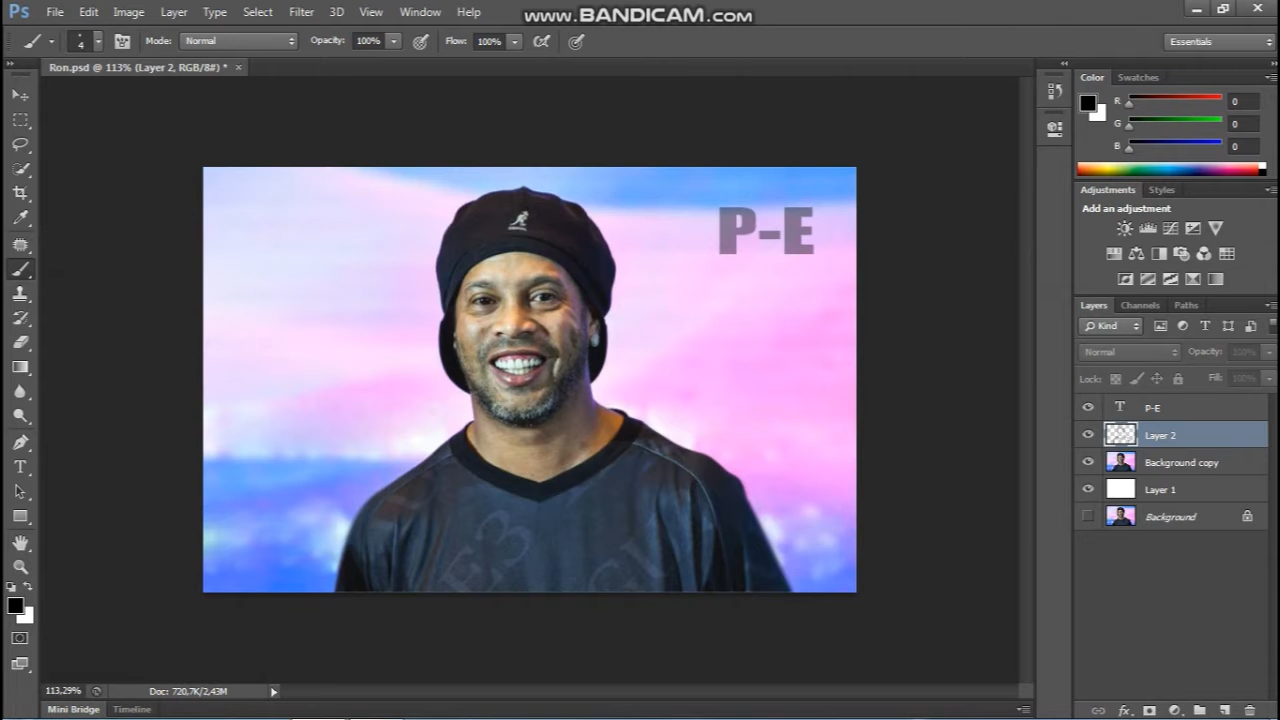 Ps File Edit Image Layer Type Select Filter 3D View Window Help
www.BANDICAM.com
4 Mode: Normal Opacity: 100% Flow: 100% Essentials
Ron.psd @ 113% (Layer 2, RGB/8#) * ×
Color Swatches
R 0
G 0
B 0
Adjustments Styles
Add an adjustment
P-E
Layers Channels Paths
Kind
Normal Opacity: 100%
Lock: Fill: 100%
T P-E
Layer 2
Background copy
Layer 1
Background
113,29% Doc: 720,7K/2,43M
Mini Bridge Timeline